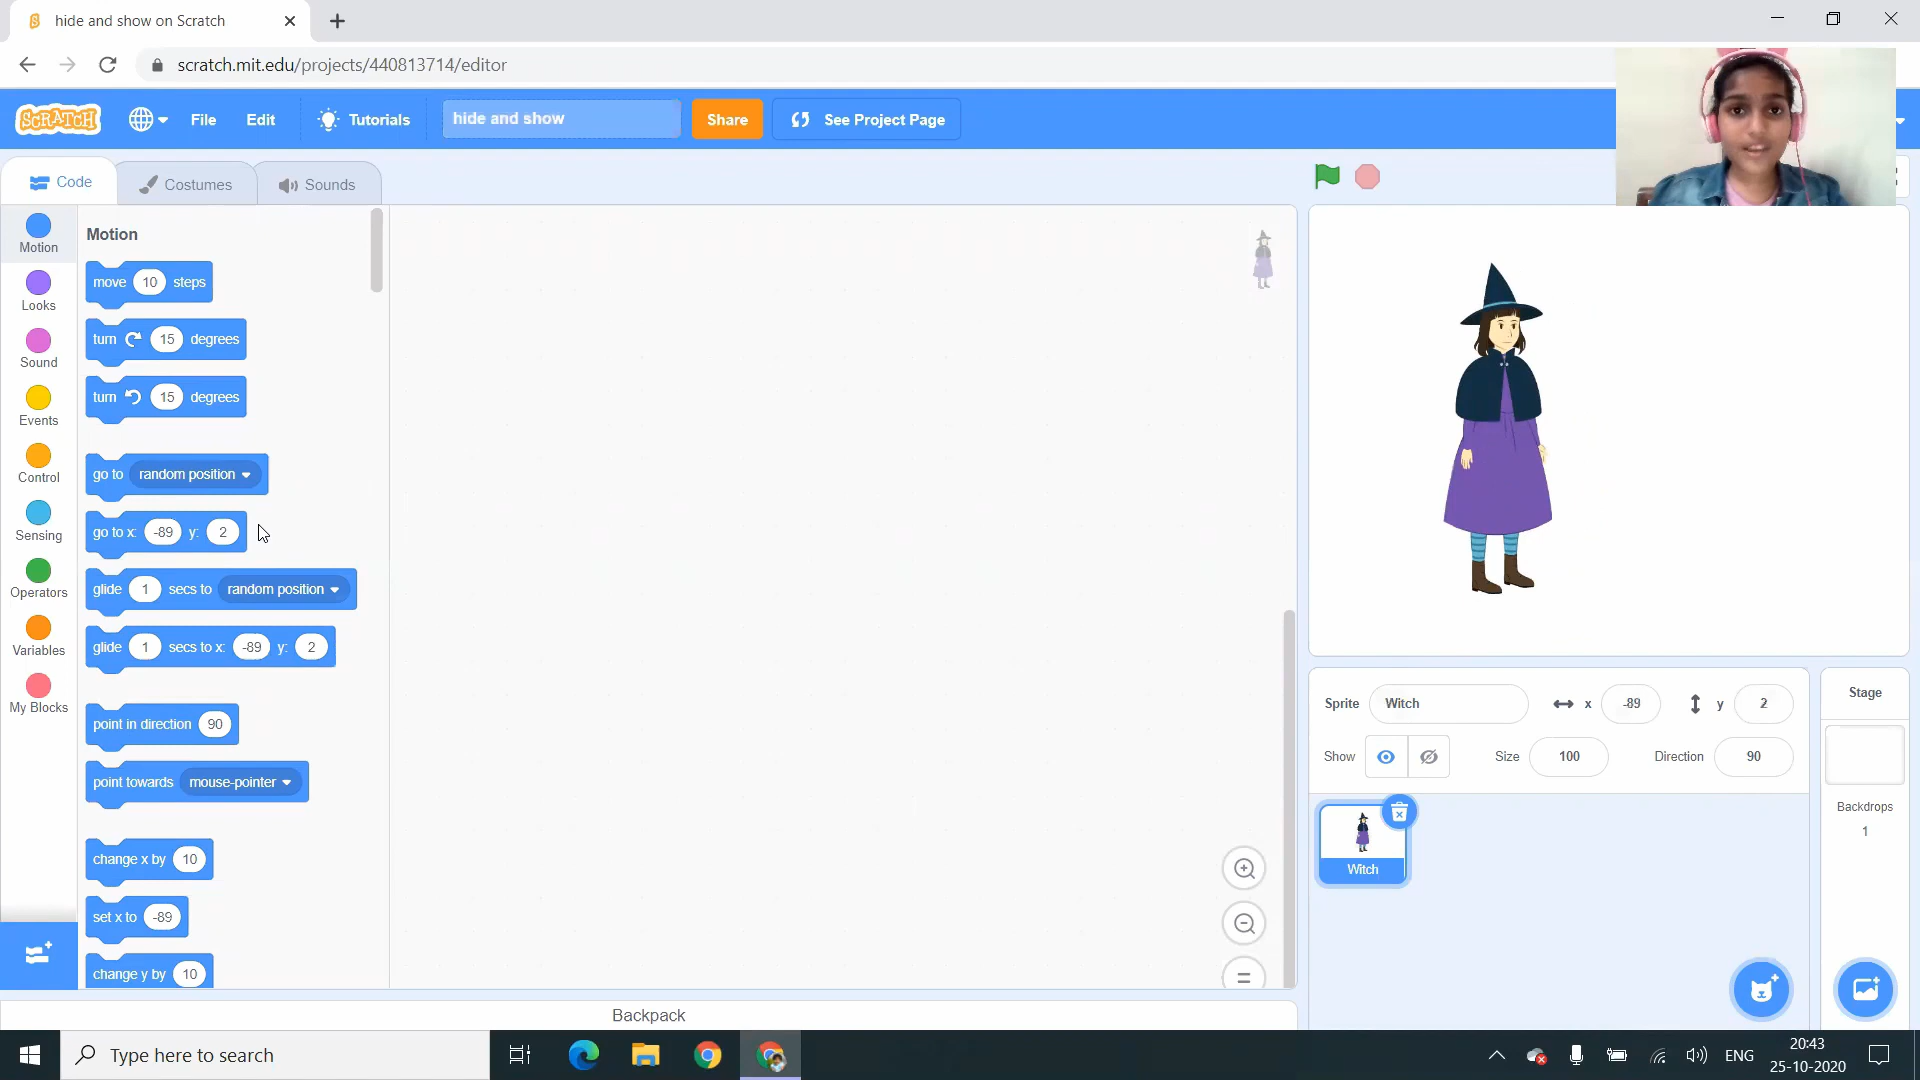 hide and show on Scratch
scratch.mit.edu/projects/440813714/editor
SCRATCH
File
Edit
Tutorials
hide and show
Share
See Project Page
Code
Costumes
Sounds
Motion
Looks
Sound
Events
Control
Sensing
Operators
Variables
My Blocks
Motion
move 10 steps
turn 15 degrees
turn 15 degrees
go to random position
go to x: -89 y: 2
glide 1 secs to random position
glide 1 secs to x: -89 y: 2
point in direction 90
point towards mouse-pointer
change x by 10
set x to -89
change y by 10
Backpack
Sprite Witch x -89 y 2
Show Size 100 Direction 90
Witch
Stage
Backdrops
1
Type here to search
ENG
20:43
25-10-2020